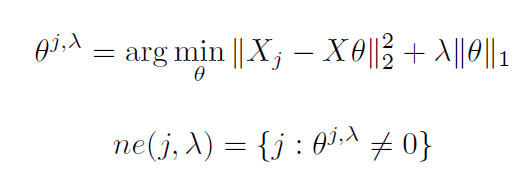 θ^{j,λ} = arg min_θ ‖X_j − Xθ‖_2^2 + λ‖θ‖_1
ne(j, λ) = {j : θ^{j,λ} ≠ 0}